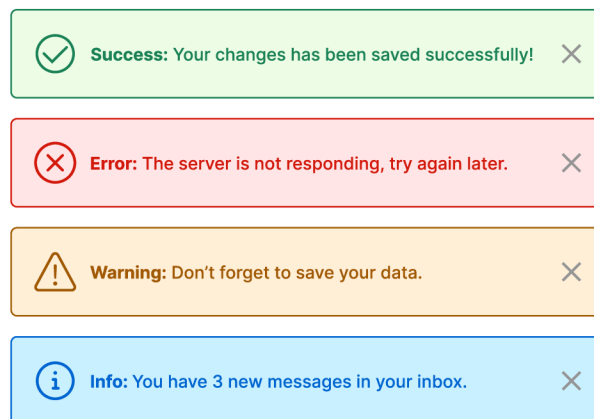 Success: Your changes has been saved successfully!
Error: The server is not responding, try again later.
Warning: Don’t forget to save your data.
Info: You have 3 new messages in your inbox.